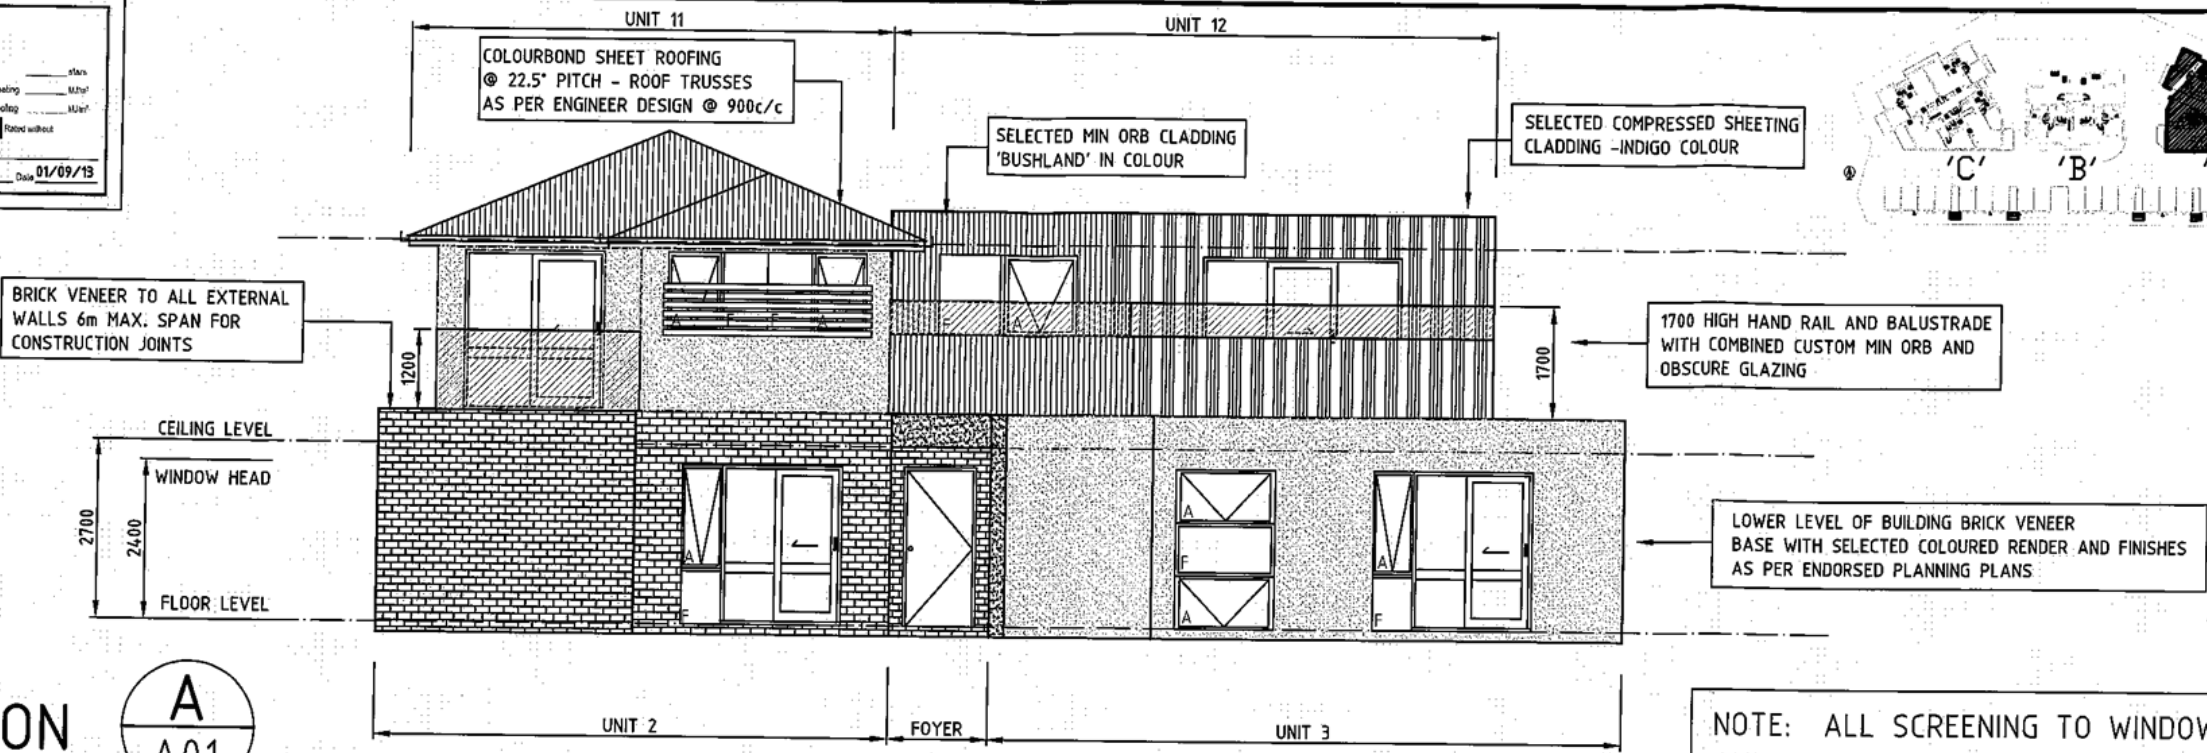 UNIT 11
UNIT 12
COLOURBOND SHEET ROOFING
@ 22.5° PITCH - ROOF TRUSSES
AS PER ENGINEER DESIGN @ 900c/c
SELECTED MIN ORB CLADDING
'BUSHLAND' IN COLOUR
SELECTED COMPRESSED SHEETING
CLADDING -INDIGO COLOUR
stars
Rated without
Date 01/09/13
'C'
'B'
BRICK VENEER TO ALL EXTERNAL
WALLS 6m MAX. SPAN FOR
CONSTRUCTION JOINTS
1200
1700
1700 HIGH HAND RAIL AND BALUSTRADE
WITH COMBINED CUSTOM MIN ORB AND
OBSCURE GLAZING
A F F A
F A
CEILING LEVEL
WINDOW HEAD
2700
2400
FLOOR LEVEL
A
F
A
F
A
A
F
LOWER LEVEL OF BUILDING BRICK VENEER
BASE WITH SELECTED COLOURED RENDER AND FINISHES
AS PER ENDORSED PLANNING PLANS
ON
A
A01
UNIT 2
FOYER
UNIT 3
NOTE: ALL SCREENING TO WINDOW